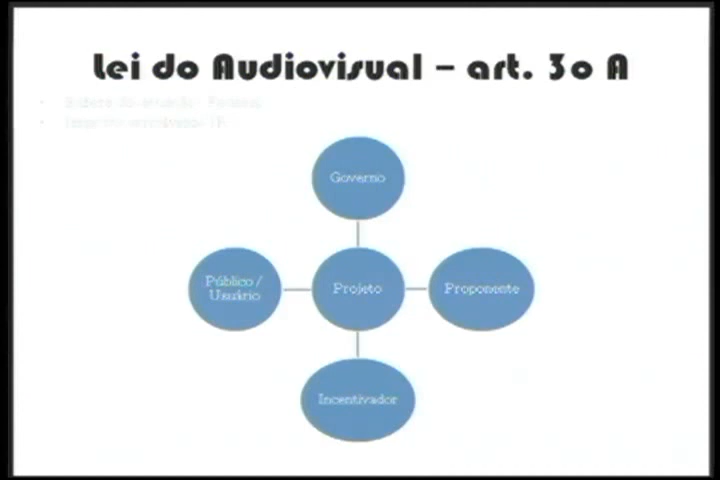 Lei do Audiovisual – art. 3o A
Governo
Público /
Usuário
Projeto
Proponente
Incentivador